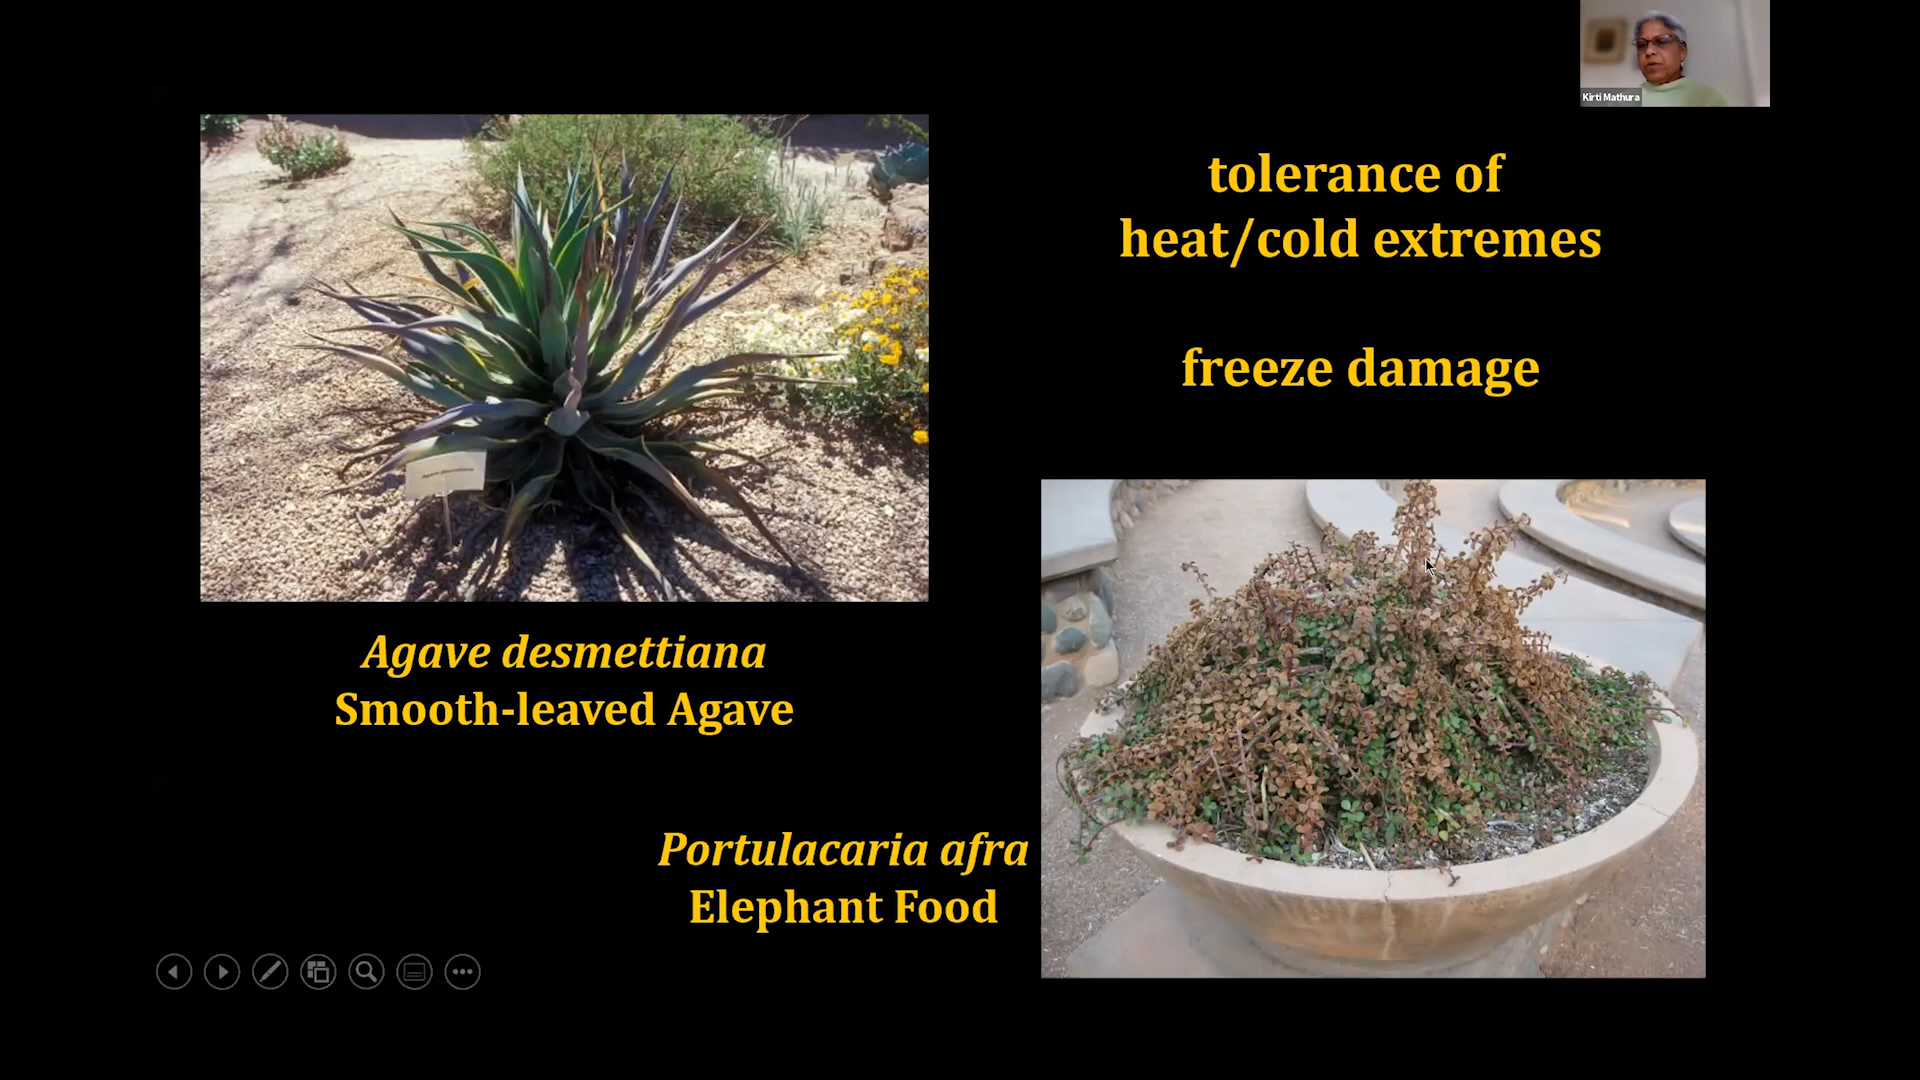 Kirti Mathura
tolerance of
heat/cold extremes
freeze damage
Agave desmettiana
Smooth-leaved Agave
Portulacaria afra
Elephant Food